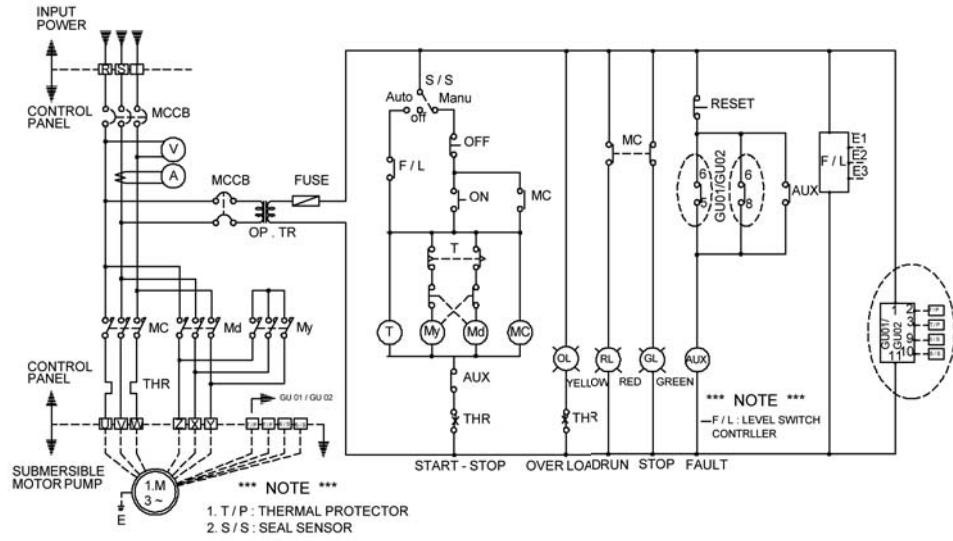 INPUT
POWER
R S T
CONTROL
PANEL
MCCB
V
A
MCCB
FUSE
OP . TR
MC
Md
My
CONTROL
PANEL
THR
GU 01 / GU 02
U V W
Z X Y
SUBMERSIBLE
MOTOR PUMP
1.M
3 ~
E
*** NOTE ***
1. T / P : THERMAL PROTECTOR
2. S / S : SEAL SENSOR
S / S
Auto
Manu
off
F / L
OFF
ON
MC
T
T
My
Md
MC
AUX
THR
START - STOP
OL
YELLOW
THR
OVER LOAD
MC
RL
RED
RUN
GL
GREEN
STOP
RESET
6
5
GU01/GU02
6
8
AUX
AUX
FAULT
F / L
E1
E2
E3
*** NOTE ***
F / L : LEVEL SWITCH
CONTRLLER
1
2
3
9
10
11
GU01/
GU02